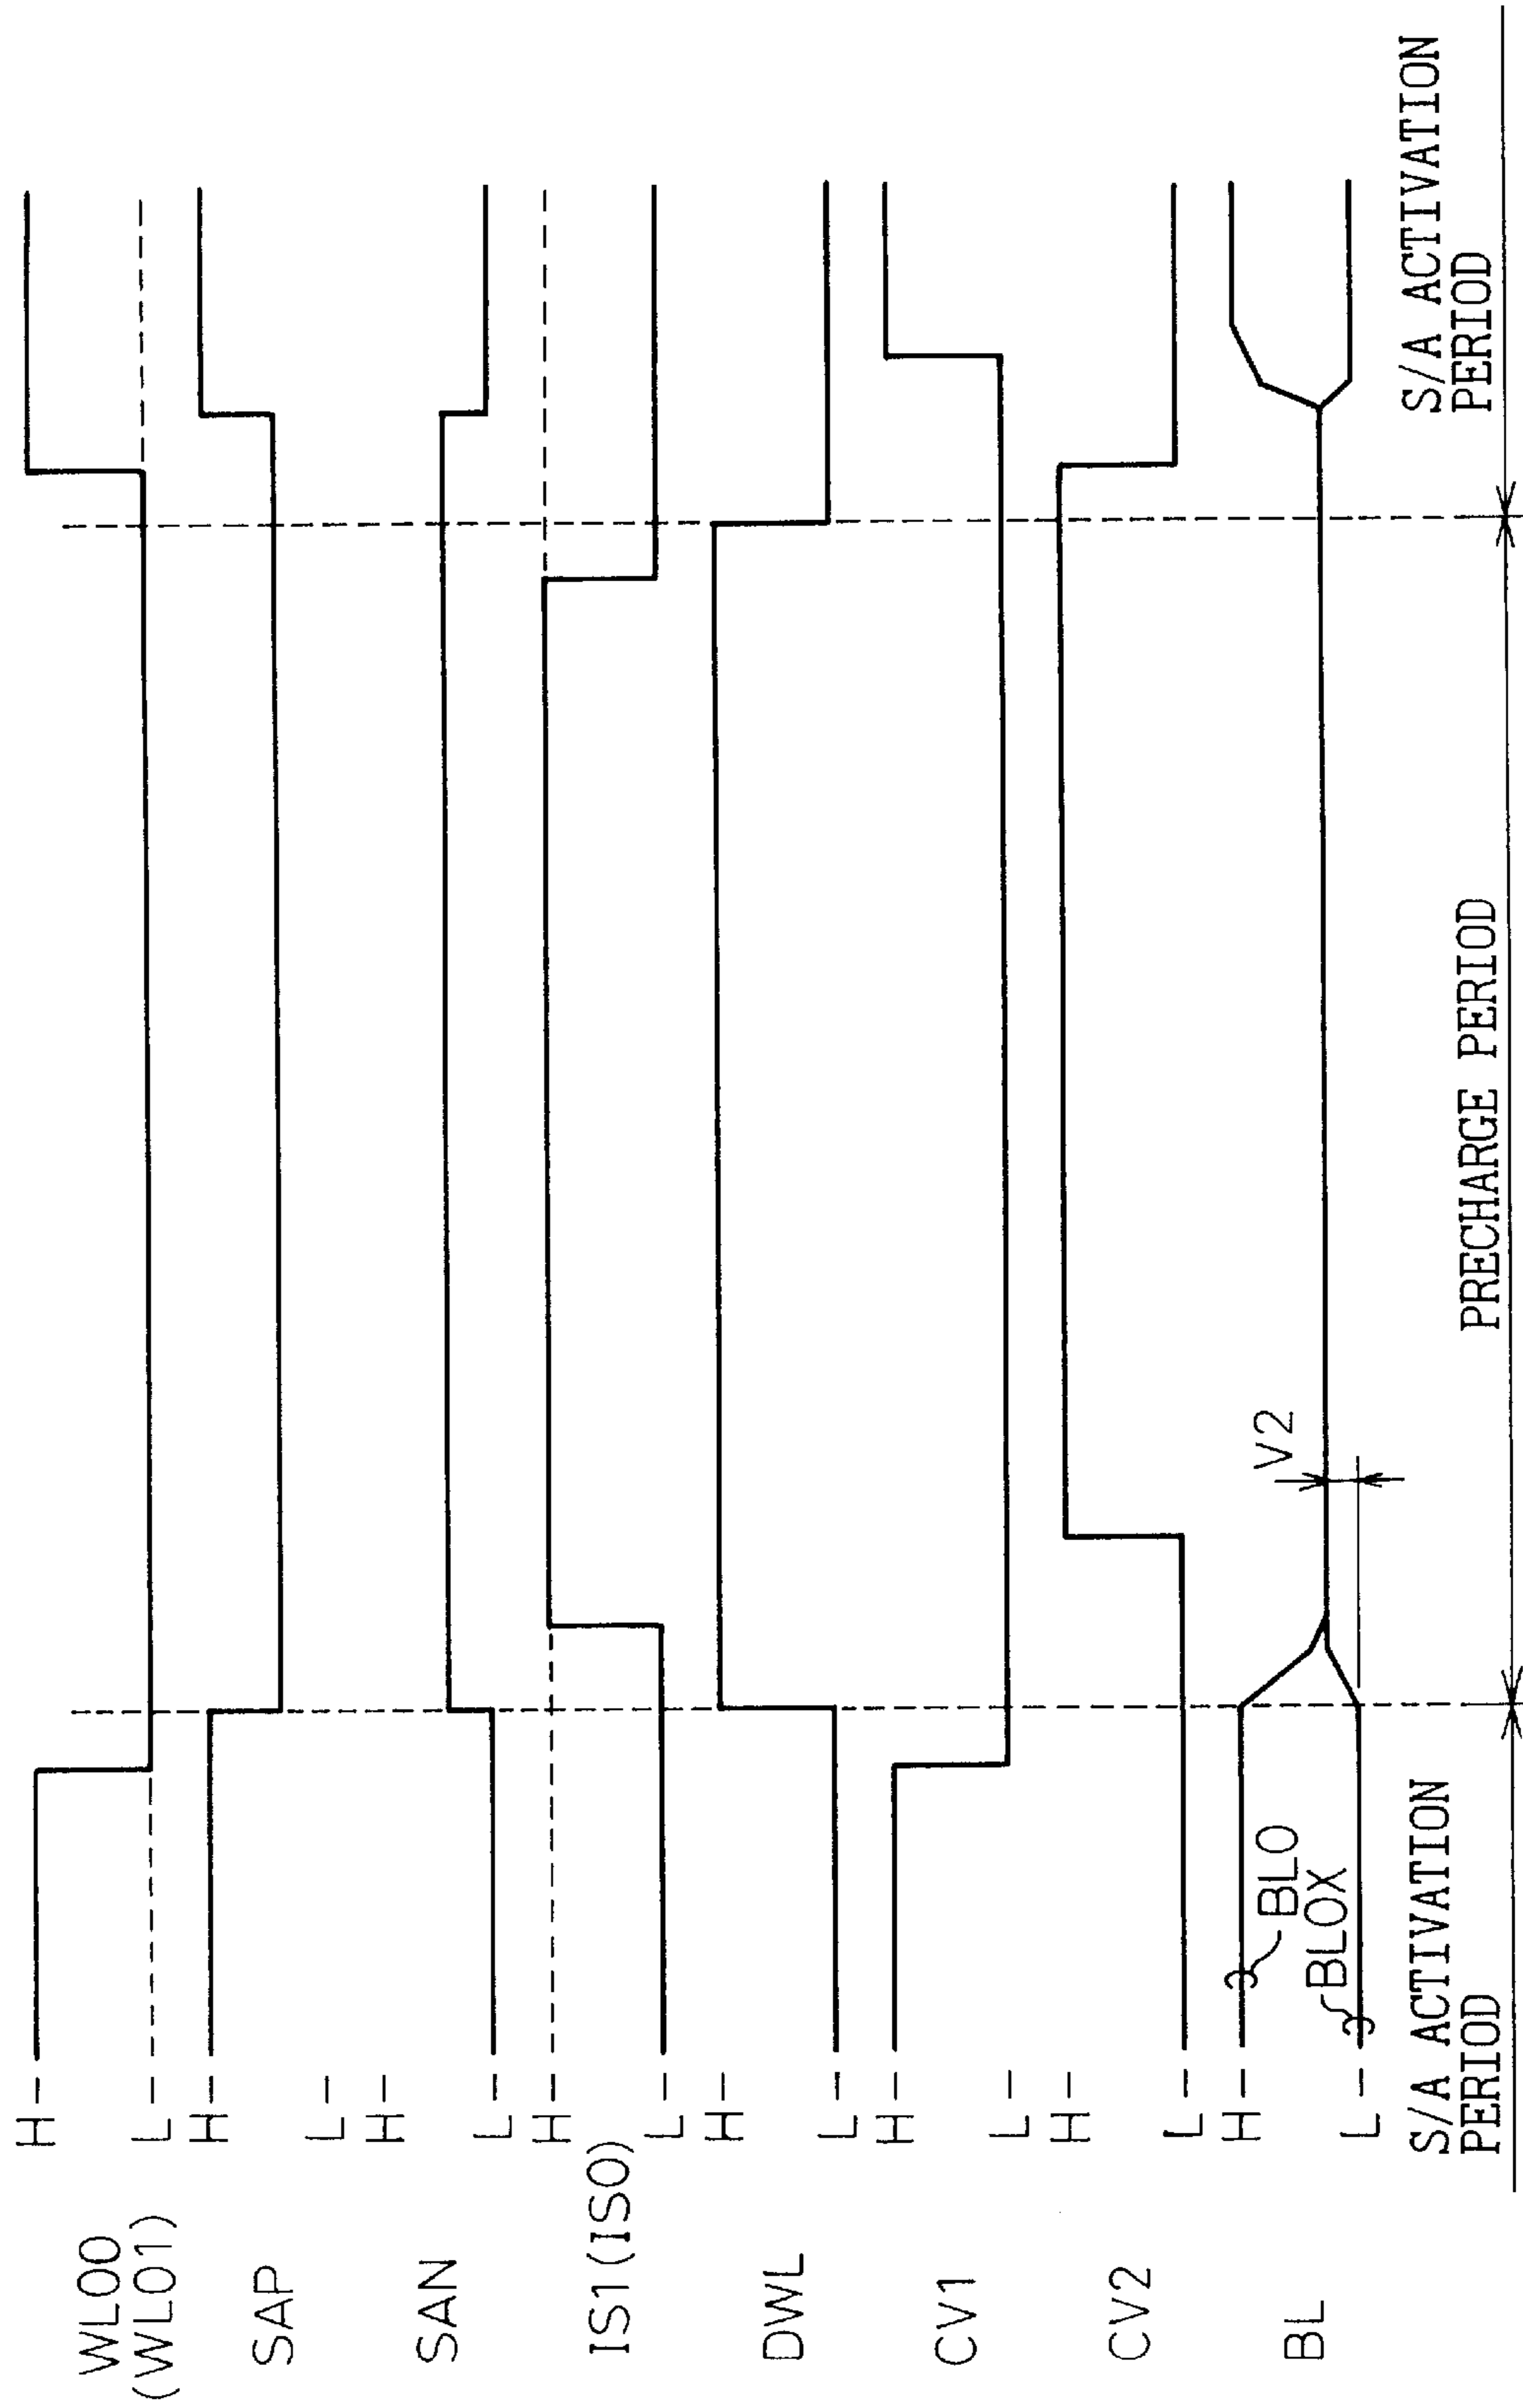 WL00
(WL01)
H
L
SAP
H
L
SAN
H
L
IS1(IS0)
H
L
DWL
H
L
CV1
H
L
CV2
H
L
BL
H
L
BL0
BL0X
V2
S/A ACTIVATION
PERIOD
PRECHARGE PERIOD
S/A ACTIVATION
PERIOD